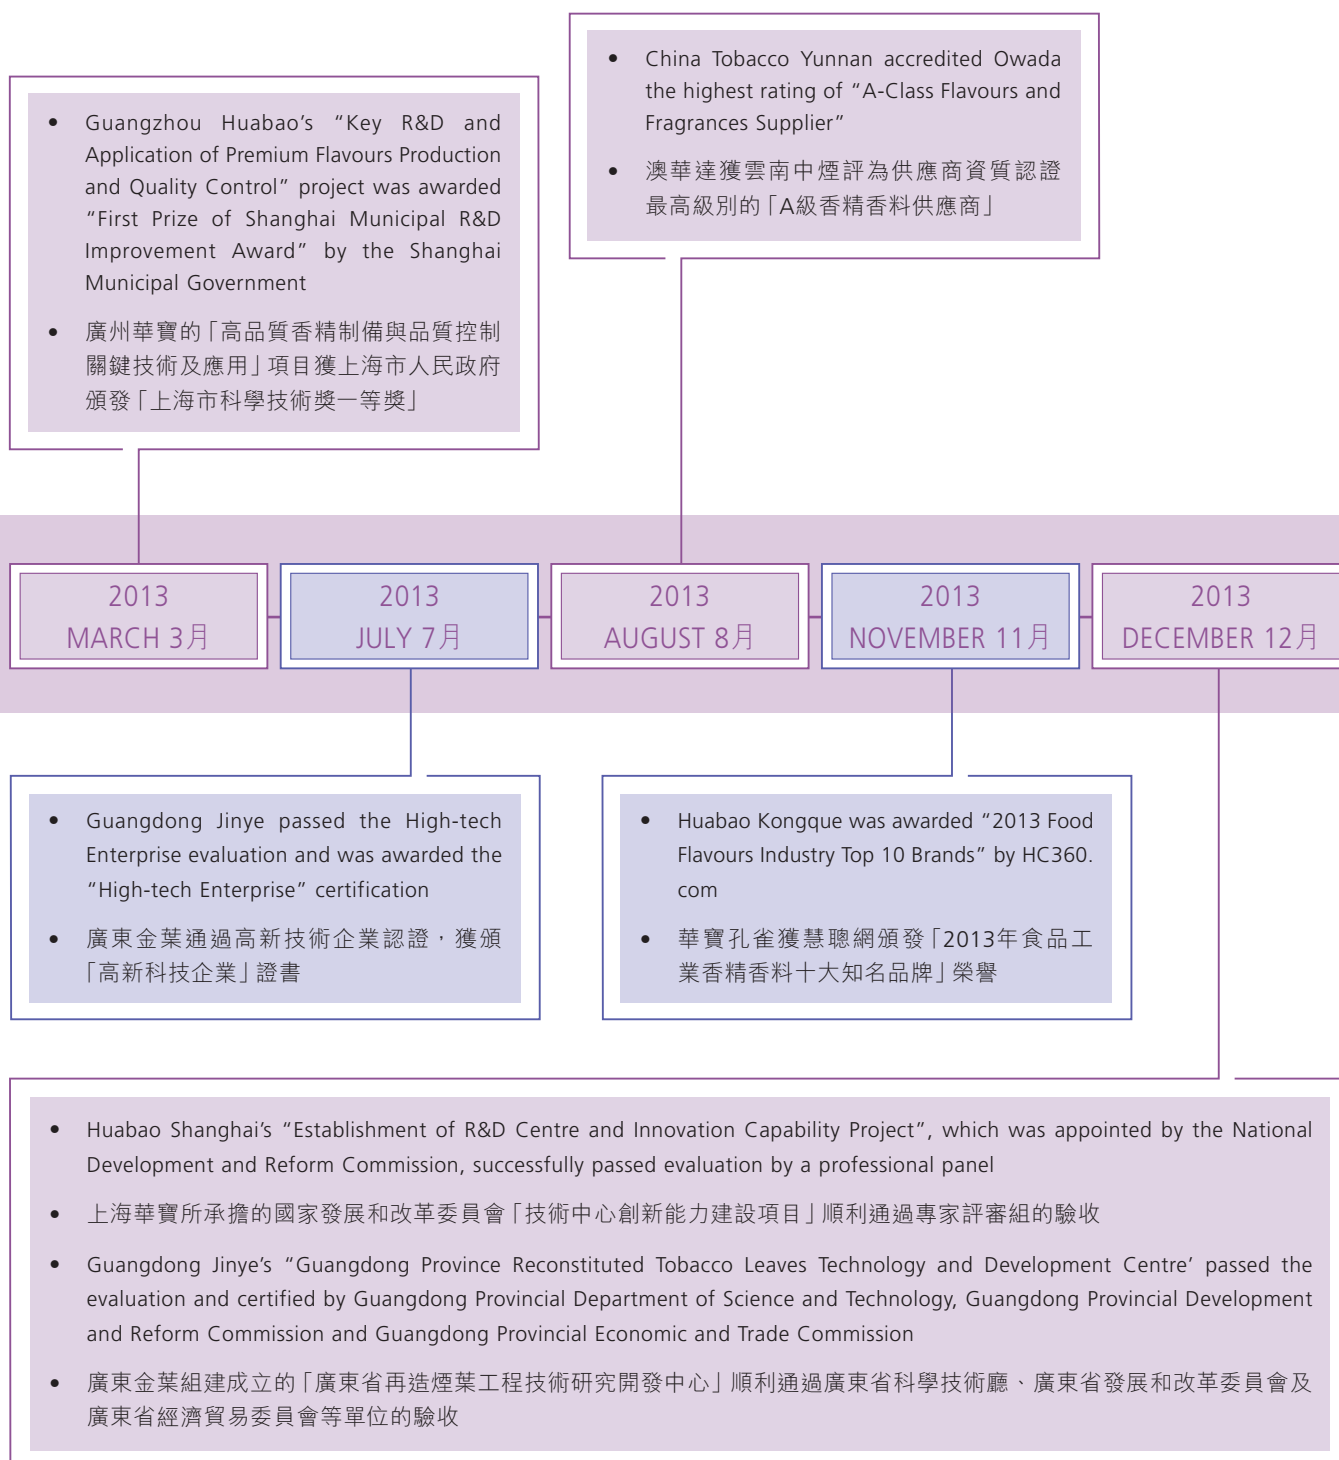 • China Tobacco Yunnan accredited Owada
the highest rating of “A-Class Flavours and
Fragrances Supplier”
• 澳華達獲雲南中煙評為供應商資質認證
最高級別的「A級香精香料供應商」
• Guangzhou Huabao’s “Key R&D and
Application of Premium Flavours Production
and Quality Control” project was awarded
“First Prize of Shanghai Municipal R&D
Improvement Award” by the Shanghai
Municipal Government
• 廣州華寶的「高品質香精制備與品質控制
關鍵技術及應用」項目獲上海市人民政府
頒發「上海市科學技術獎一等獎」
2013
MARCH 3月
2013
JULY 7月
2013
AUGUST 8月
2013
NOVEMBER 11月
2013
DECEMBER 12月
• Guangdong Jinye passed the High-tech
Enterprise evaluation and was awarded the
“High-tech Enterprise” certification
• 廣東金葉通過高新技術企業認證，獲頒
「高新科技企業」證書
• Huabao Kongque was awarded “2013 Food
Flavours Industry Top 10 Brands” by HC360.
com
• 華寶孔雀獲慧聰網頒發「2013年食品工
業香精香料十大知名品牌」榮譽
• Huabao Shanghai’s “Establishment of R&D Centre and Innovation Capability Project”, which was appointed by the National
Development and Reform Commission, successfully passed evaluation by a professional panel
• 上海華寶所承擔的國家發展和改革委員會「技術中心創新能力建設項目」順利通過專家評審組的驗收
• Guangdong Jinye’s “Guangdong Province Reconstituted Tobacco Leaves Technology and Development Centre’ passed the
evaluation and certified by Guangdong Provincial Department of Science and Technology, Guangdong Provincial Development
and Reform Commission and Guangdong Provincial Economic and Trade Commission
• 廣東金葉組建成立的「廣東省再造煙葉工程技術研究開發中心」順利通過廣東省科學技術廳、廣東省發展和改革委員會及
廣東省經濟貿易委員會等單位的驗收